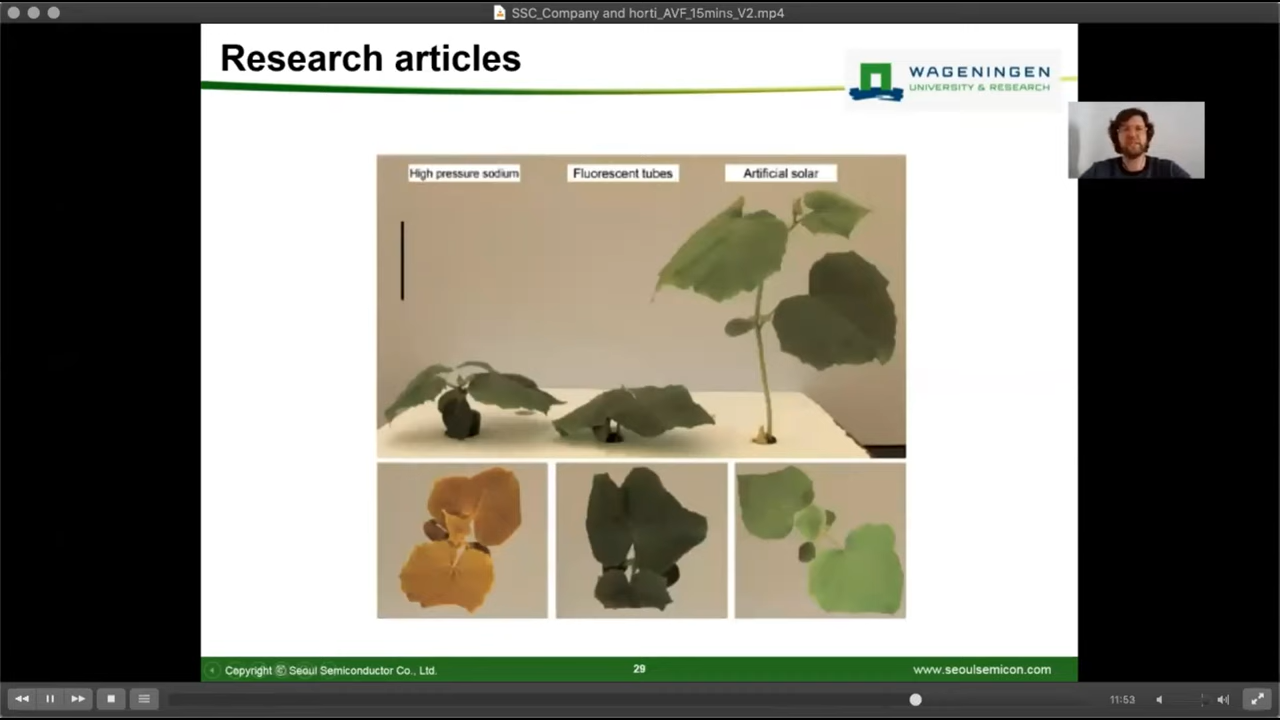 SSC_Company and horti_AVF_15mins_V2.mp4
Research articles
WAGENINGEN
UNIVERSITY & RESEARCH
High pressure sodium
Fluorescent tubes
Artificial solar
Copyright © Seoul Semiconductor Co., Ltd.
29
www.seoulsemicon.com
11:53